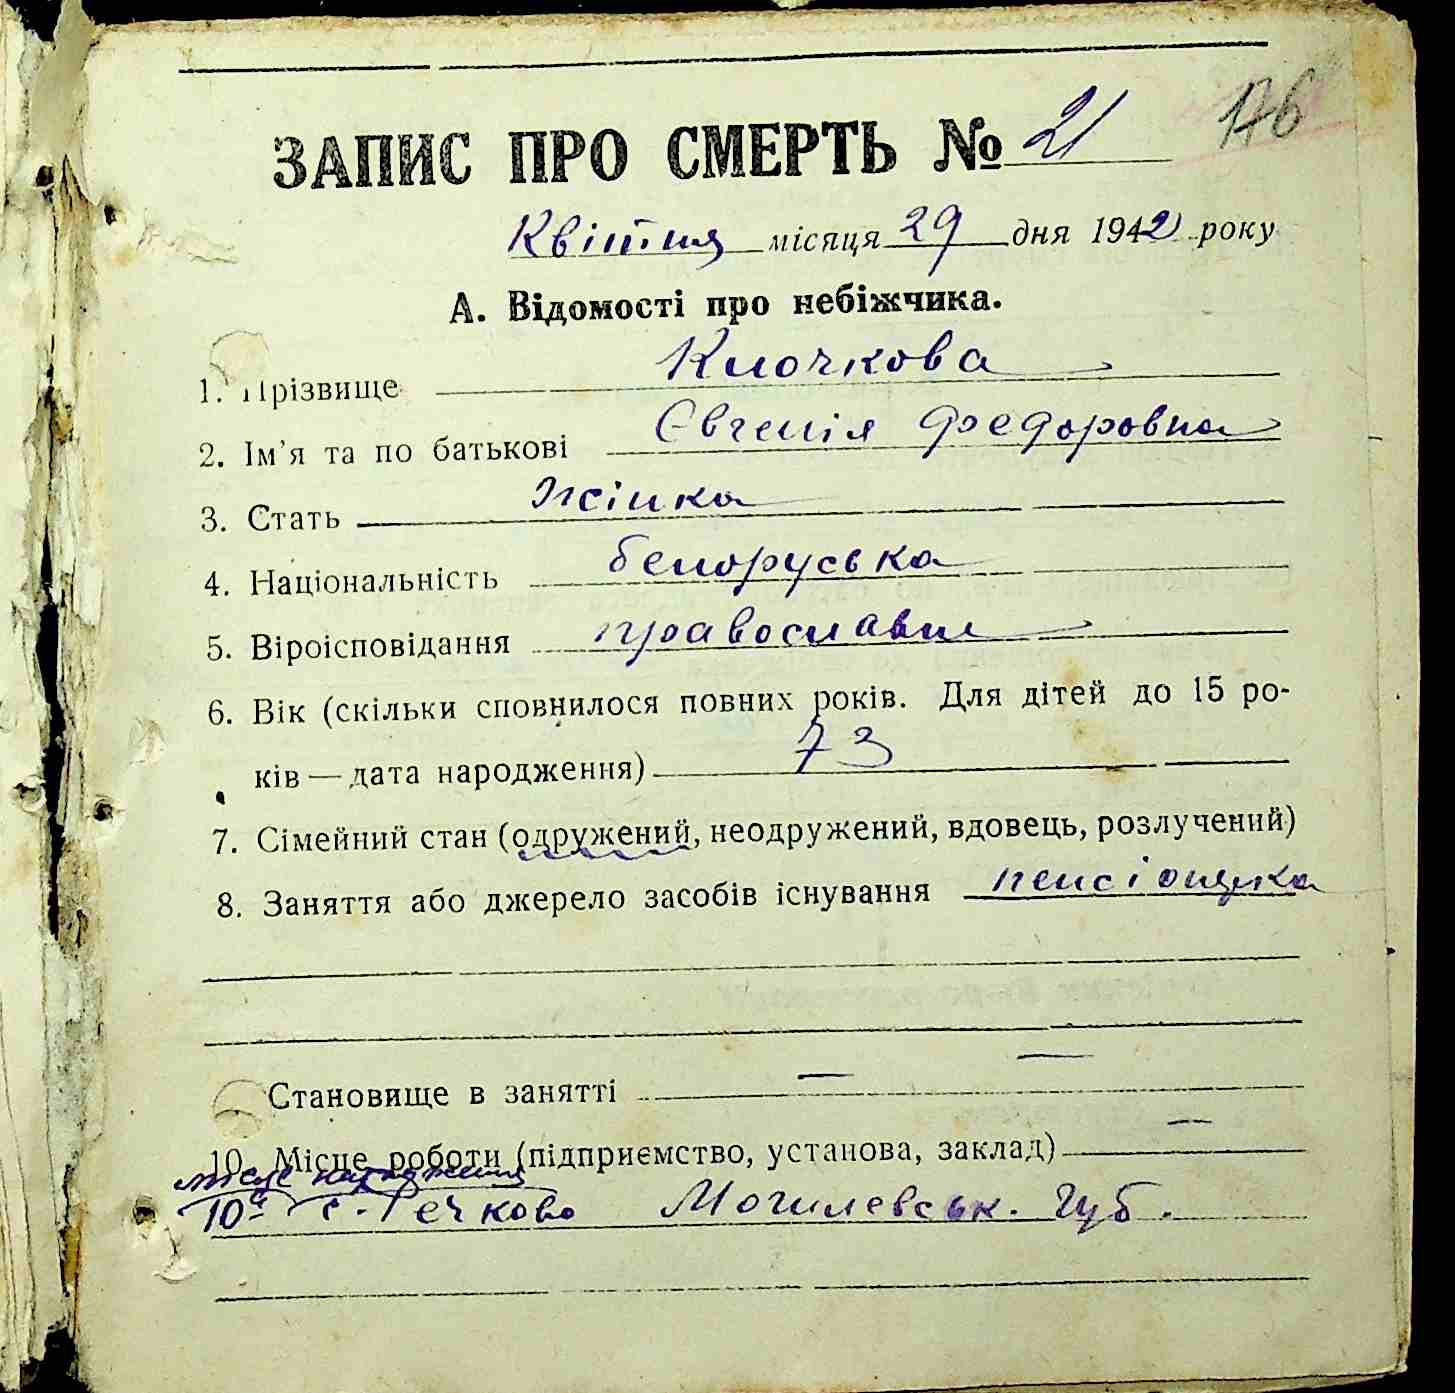 176
ЗАПИС ПРО СМЕРТЬ № 21
Квітня місяця 29 дня 1942 року
А. Відомості про небіжчика.
1. Прізвище Клочкова
2. Ім'я та по батькові Євгенія Федоровна
3. Стать Жінка
4. Національність белоруська
5. Віроісповідання православн
6. Вік (скільки сповнилося повних років. Для дітей до 15 ро-
ків — дата народження) 73
7. Сімейний стан (одружений, неодружений, вдовець, розлучений)
8. Заняття або джерело засобів існування пенсіонерка
Становище в занятті — —
10. Місце роботи (підприємство, установа, заклад) —
місце народження
10а с. Гечково Могилевськ. Губ.